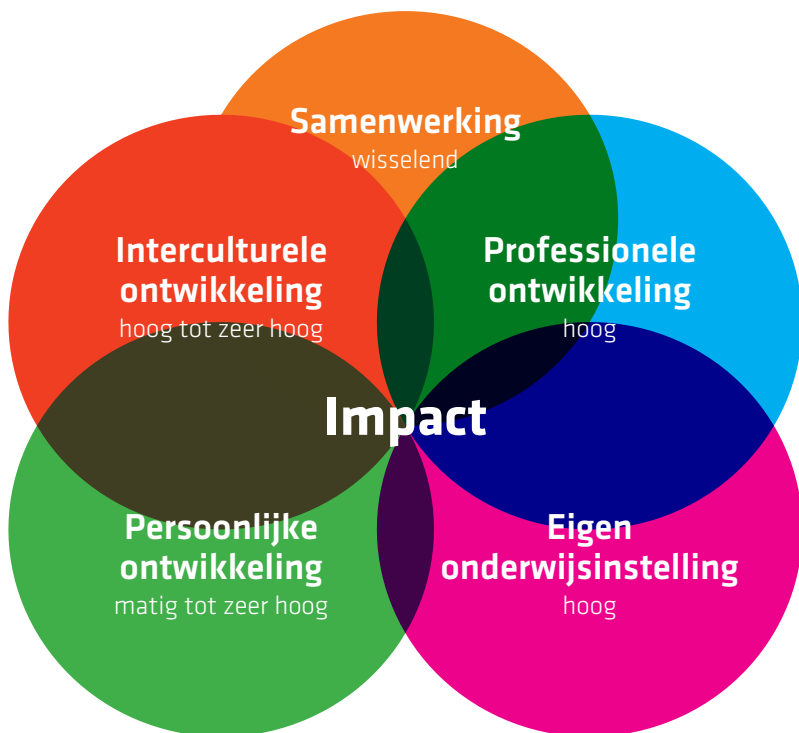 Samenwerking
wisselend
Interculturele
ontwikkeling
hoog tot zeer hoog
Professionele
ontwikkeling
hoog
Impact
Persoonlijke
ontwikkeling
matig tot zeer hoog
Eigen
onderwijsinstelling
hoog